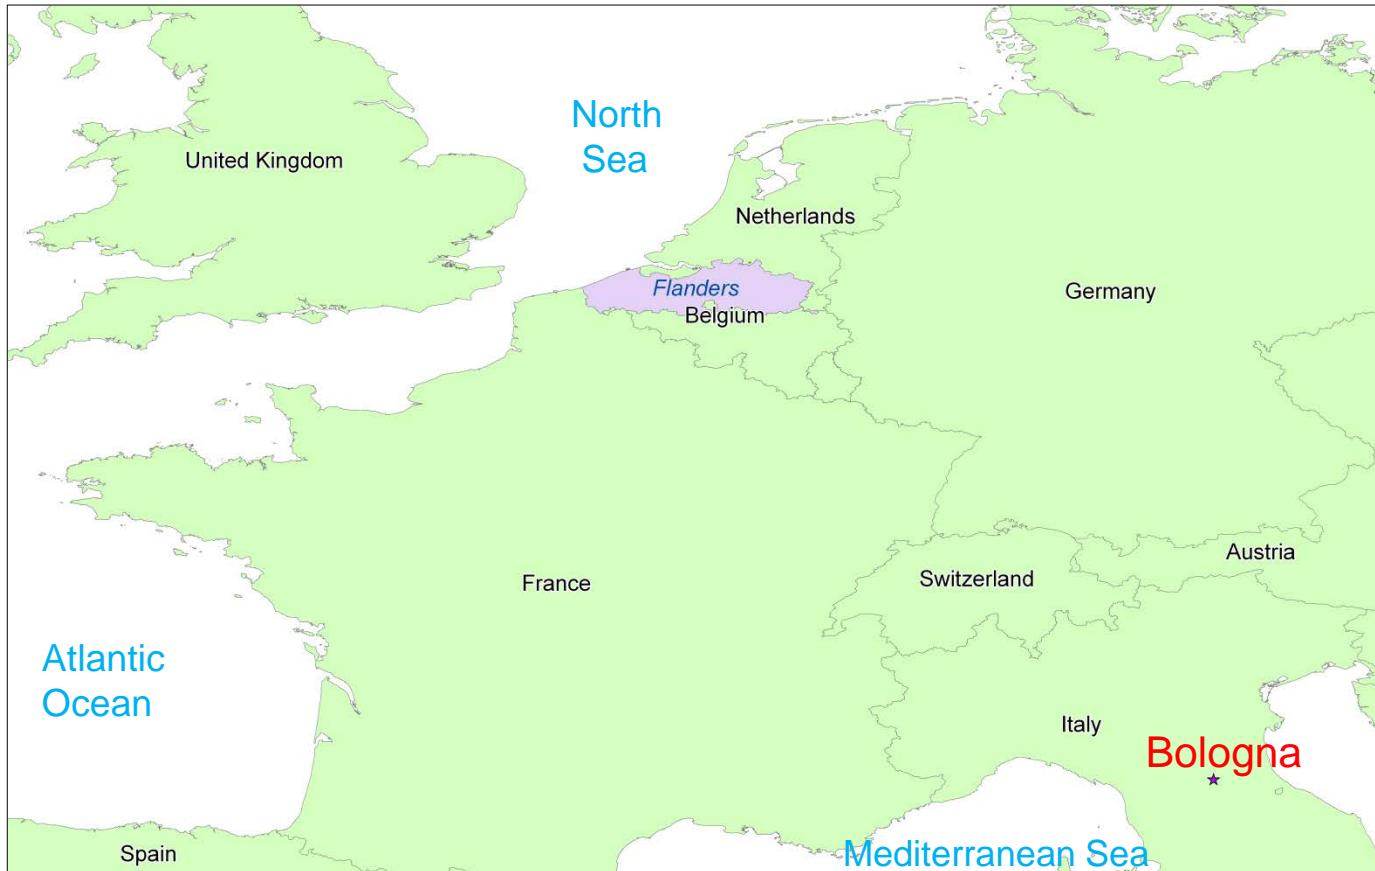 North
Sea
United Kingdom
Netherlands
Flanders
Belgium
Germany
Austria
Switzerland
France
Atlantic
Ocean
Italy
Bologna
Spain
Mediterranean Sea